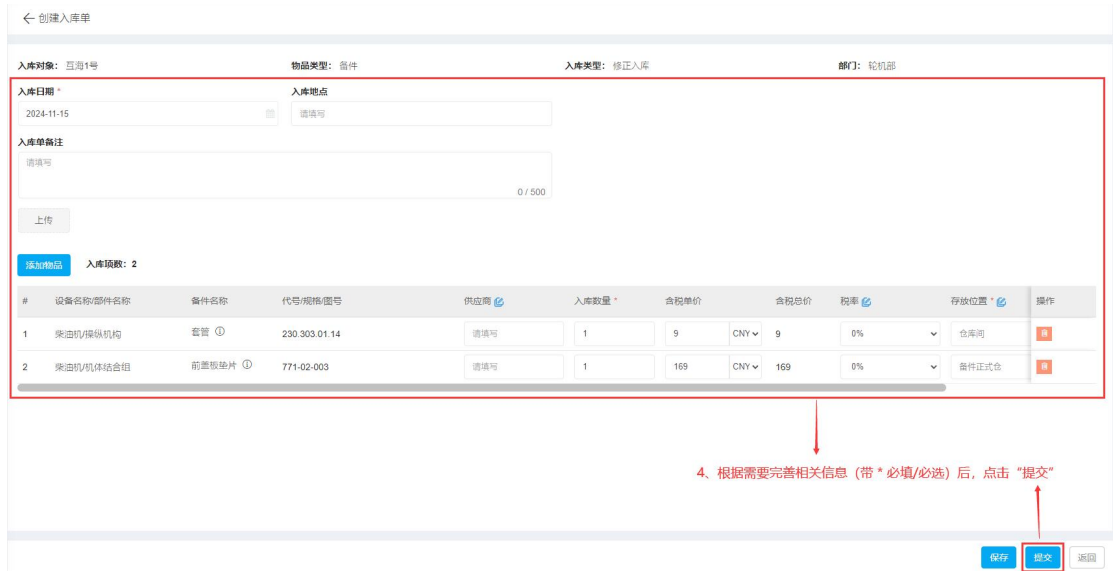 ← 创建入库单
入库对象： 互海1号 物品类型： 备件 入库类型： 修正入库 部门： 轮机部
入库日期 * 入库地点
2024-11-15 请填写
入库单备注
请填写
0 / 500
上传
添加物品 入库项数：2
# 设备名称/部件名称 备件名称 代号/规格/图号 供应商 入库数量 * 含税单价 含税总价 税率 存放位置 * 操作
1 柴油机/操纵机构 套管 230.303.01.14 请填写 1 9 CNY 9 0% 仓库间
2 柴油机/机体结合组 前盖板垫片 771-02-003 请填写 1 169 CNY 169 0% 备件正式仓
4、根据需要完善相关信息（带 * 必填/必选）后，点击“提交”
保存 提交 返回